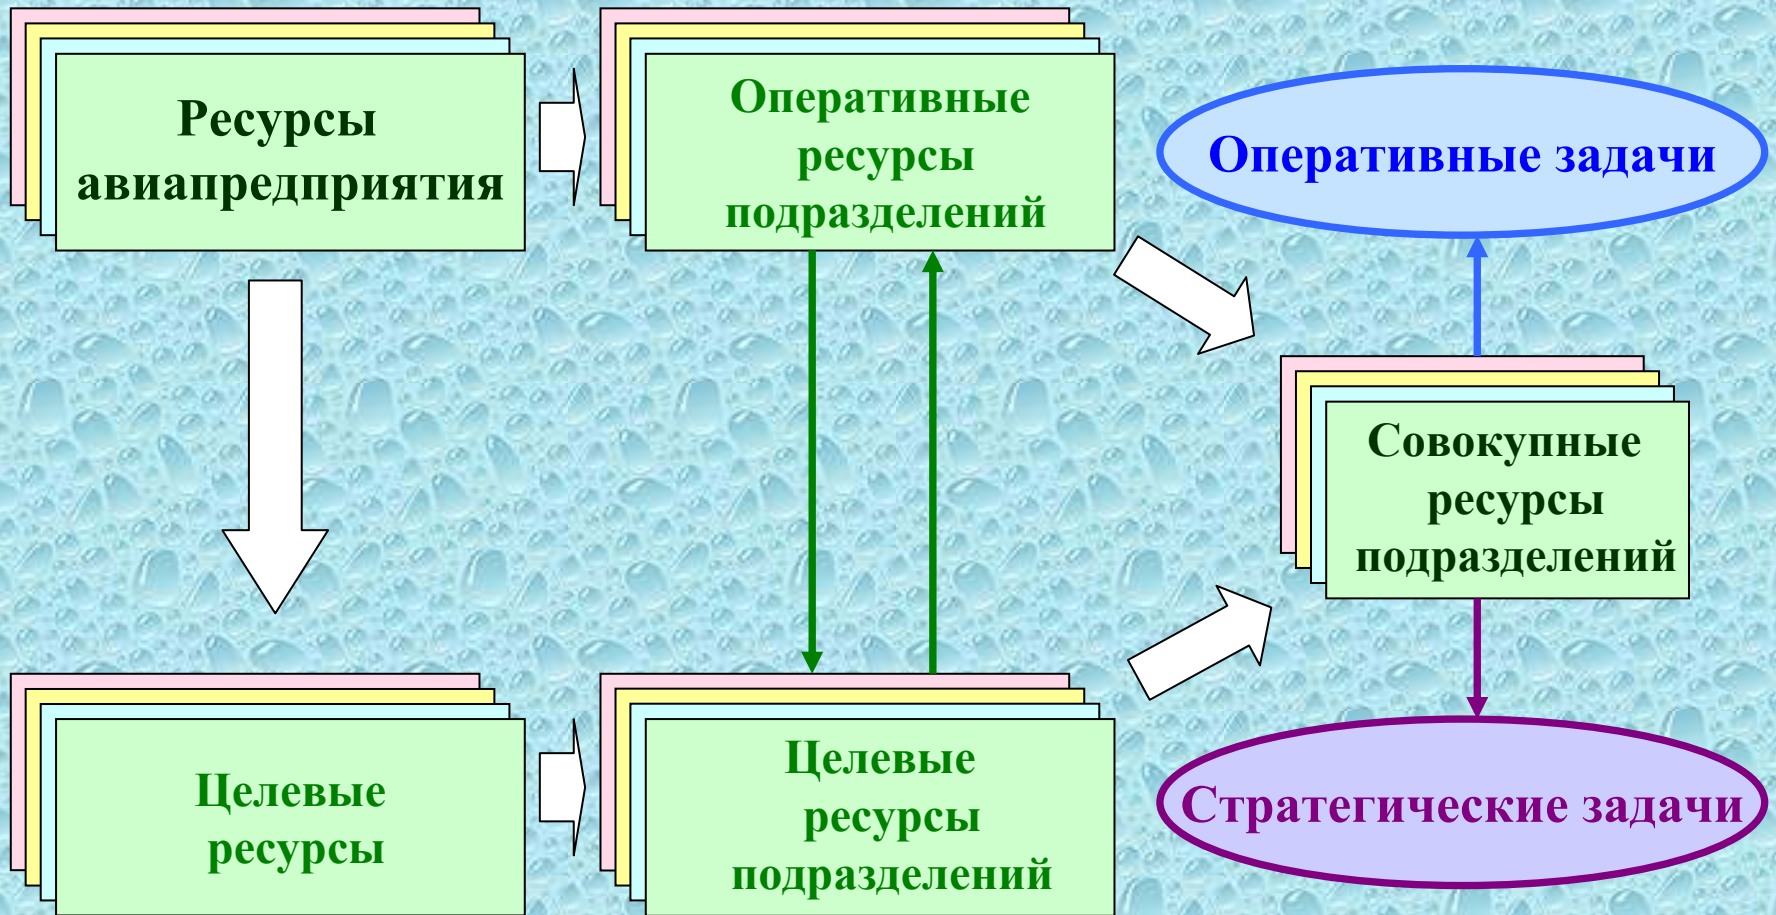 Ресурсы
авиапредприятия
Оперативные
ресурсы
подразделений
Оперативные задачи
Совокупные
ресурсы
подразделений
Целевые
ресурсы
Целевые
ресурсы
подразделений
Стратегические задачи